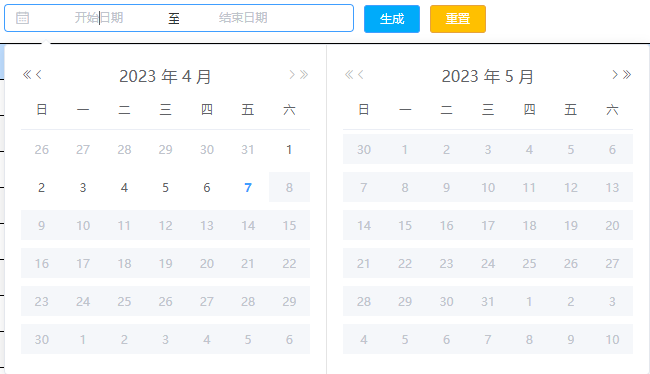 开始日期 至 结束日期 生成 重置
2023 年 4 月
日 一 二 三 四 五 六
26 27 28 29 30 31 1
2 3 4 5 6 7 8
9 10 11 12 13 14 15
16 17 18 19 20 21 22
23 24 25 26 27 28 29
30 1 2 3 4 5 6
2023 年 5 月
日 一 二 三 四 五 六
30 1 2 3 4 5 6
7 8 9 10 11 12 13
14 15 16 17 18 19 20
21 22 23 24 25 26 27
28 29 30 31 1 2 3
4 5 6 7 8 9 10